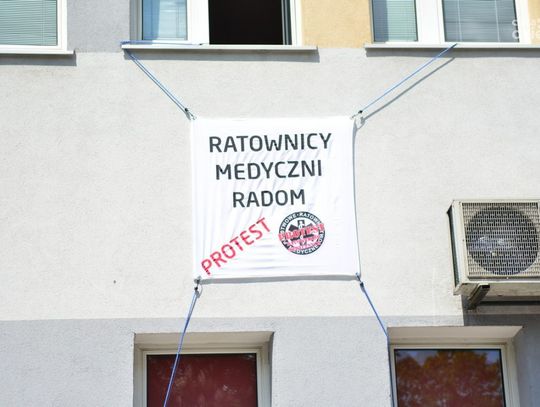 RATOWNICY
MEDYCZNI
RADOM
PROTEST